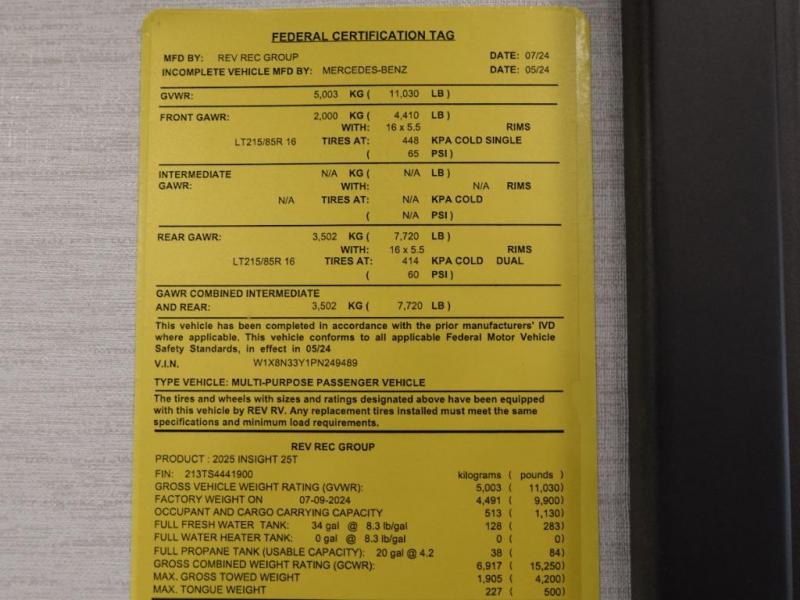 FEDERAL CERTIFICATION TAG
MFD BY: REV REC GROUP DATE: 07/24
INCOMPLETE VEHICLE MFD BY: MERCEDES-BENZ DATE: 05/24
GVWR: 5,003 KG ( 11,030 LB )
FRONT GAWR: 2,000 KG ( 4,410 LB )
WITH: 16 x 5.5 RIMS
LT215/85R 16 TIRES AT: 448 KPA COLD SINGLE
( 65 PSI )
INTERMEDIATE N/A KG ( N/A LB )
GAWR: WITH: N/A RIMS
N/A TIRES AT: N/A KPA COLD
( N/A PSI )
REAR GAWR: 3,502 KG ( 7,720 LB )
WITH: 16 x 5.5 RIMS
LT215/85R 16 TIRES AT: 414 KPA COLD DUAL
( 60 PSI )
GAWR COMBINED INTERMEDIATE
AND REAR: 3,502 KG ( 7,720 LB )
This vehicle has been completed in accordance with the prior manufacturers' IVD
where applicable. This vehicle conforms to all applicable Federal Motor Vehicle
Safety Standards, in effect in 05/24
V.I.N. W1X8N33Y1PN249489
TYPE VEHICLE: MULTI-PURPOSE PASSENGER VEHICLE
The tires and wheels with sizes and ratings designated above have been equipped
with this vehicle by REV RV. Any replacement tires installed must meet the same
specifications and minimum load requirements.
REV REC GROUP
PRODUCT : 2025 INSIGHT 25T
FIN: 213TS4441900 kilograms ( pounds )
GROSS VEHICLE WEIGHT RATING (GVWR): 5,003 ( 11,030)
FACTORY WEIGHT ON 07-09-2024 4,491 ( 9,900)
OCCUPANT AND CARGO CARRYING CAPACITY 513 ( 1,130)
FULL FRESH WATER TANK: 34 gal @ 8.3 lb/gal 128 ( 283)
FULL WATER HEATER TANK: 0 gal @ 8.3 lb/gal 0 ( 0)
FULL PROPANE TANK (USABLE CAPACITY): 20 gal @ 4.2 38 ( 84)
GROSS COMBINED WEIGHT RATING (GCWR): 6,917 ( 15,250)
MAX. GROSS TOWED WEIGHT 1,905 ( 4,200)
MAX. TONGUE WEIGHT 227 ( 500)